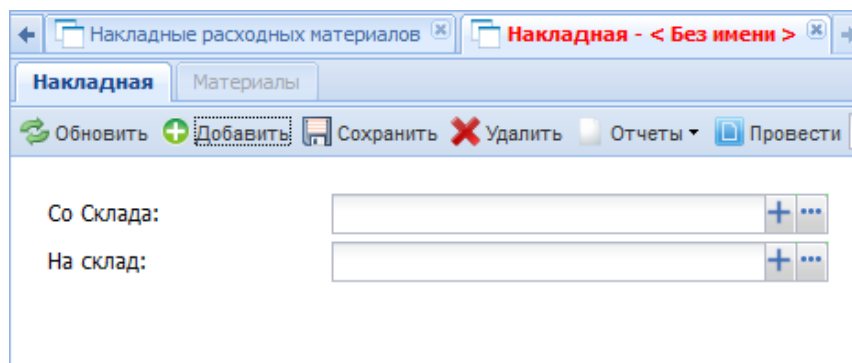 Накладные расходных материалов Накладная - < Без имени >
Накладная Материалы
Обновить Добавить Сохранить Удалить Отчеты Провести
Со Склада:
На склад: